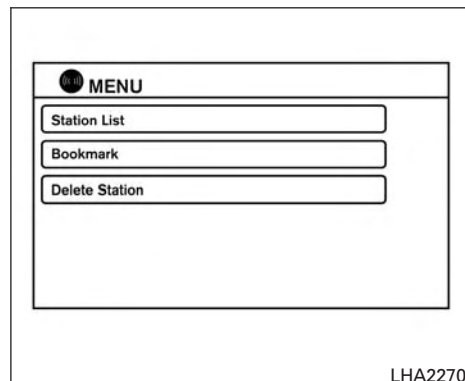 MENU
Station List
Bookmark
Delete Station
LHA2270